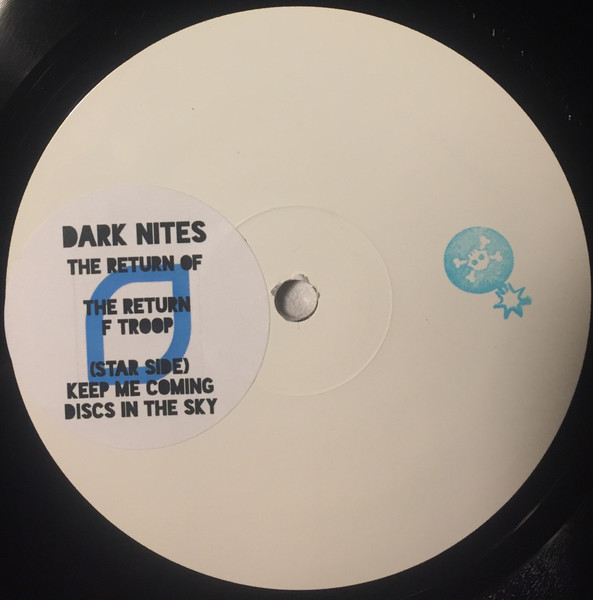 DARK NITES
THE RETURN OF
THE RETURN
F TROOP
(STAR SIDE)
KEEP ME COMING
DISCS IN THE SKY